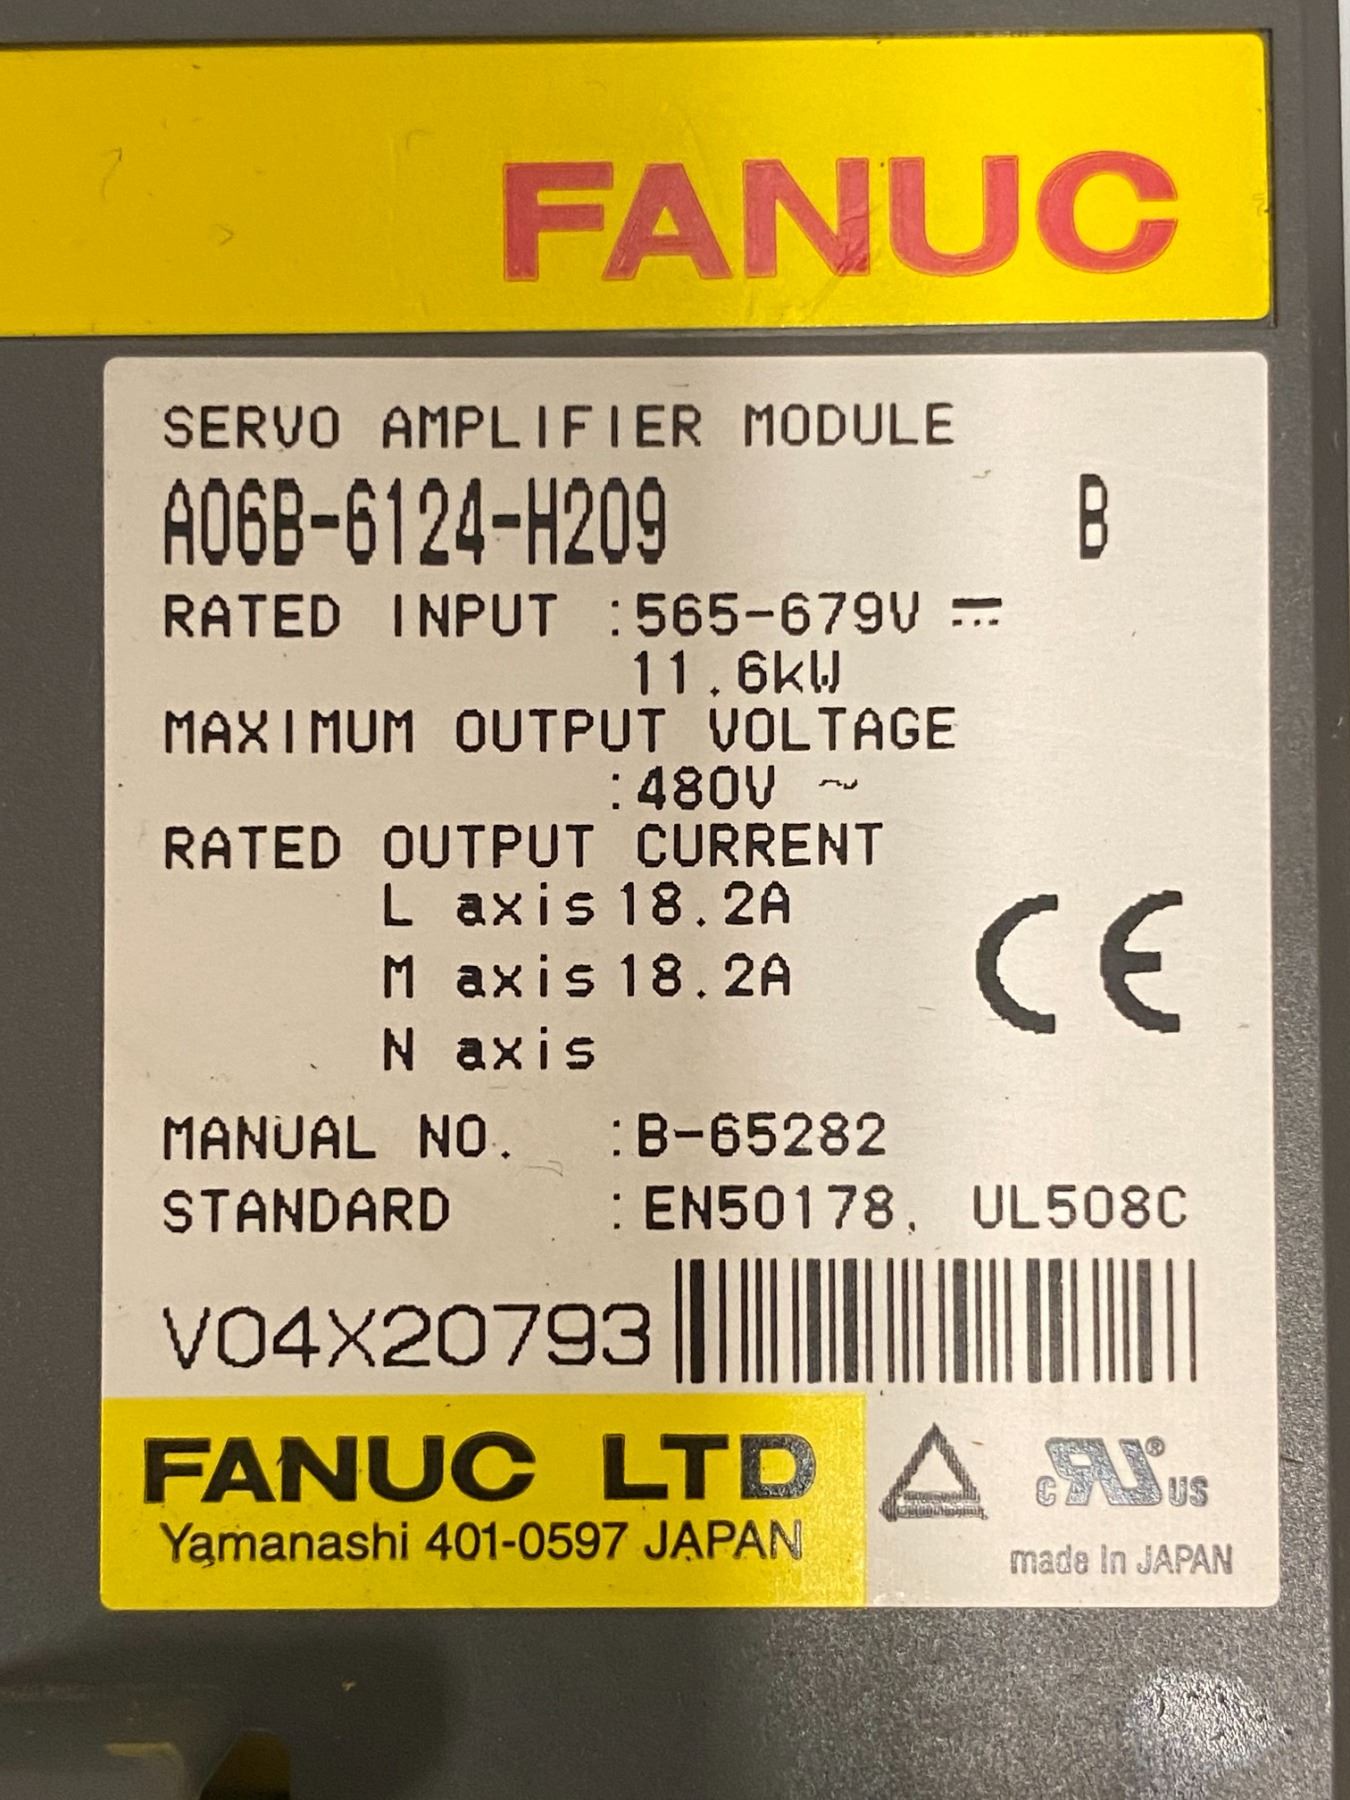 FANUC
SERVO AMPLIFIER MODULE
A06B-6124-H209 B
RATED INPUT :565-679V ⎓
11.6kW
MAXIMUM OUTPUT VOLTAGE
:480V ~
RATED OUTPUT CURRENT
L axis 18.2A
M axis 18.2A
N axis
CE
MANUAL NO. :B-65282
STANDARD :EN50178, UL508C
V04X20793
FANUC LTD
Yamanashi 401-0597 JAPAN
c RU® US
made in JAPAN